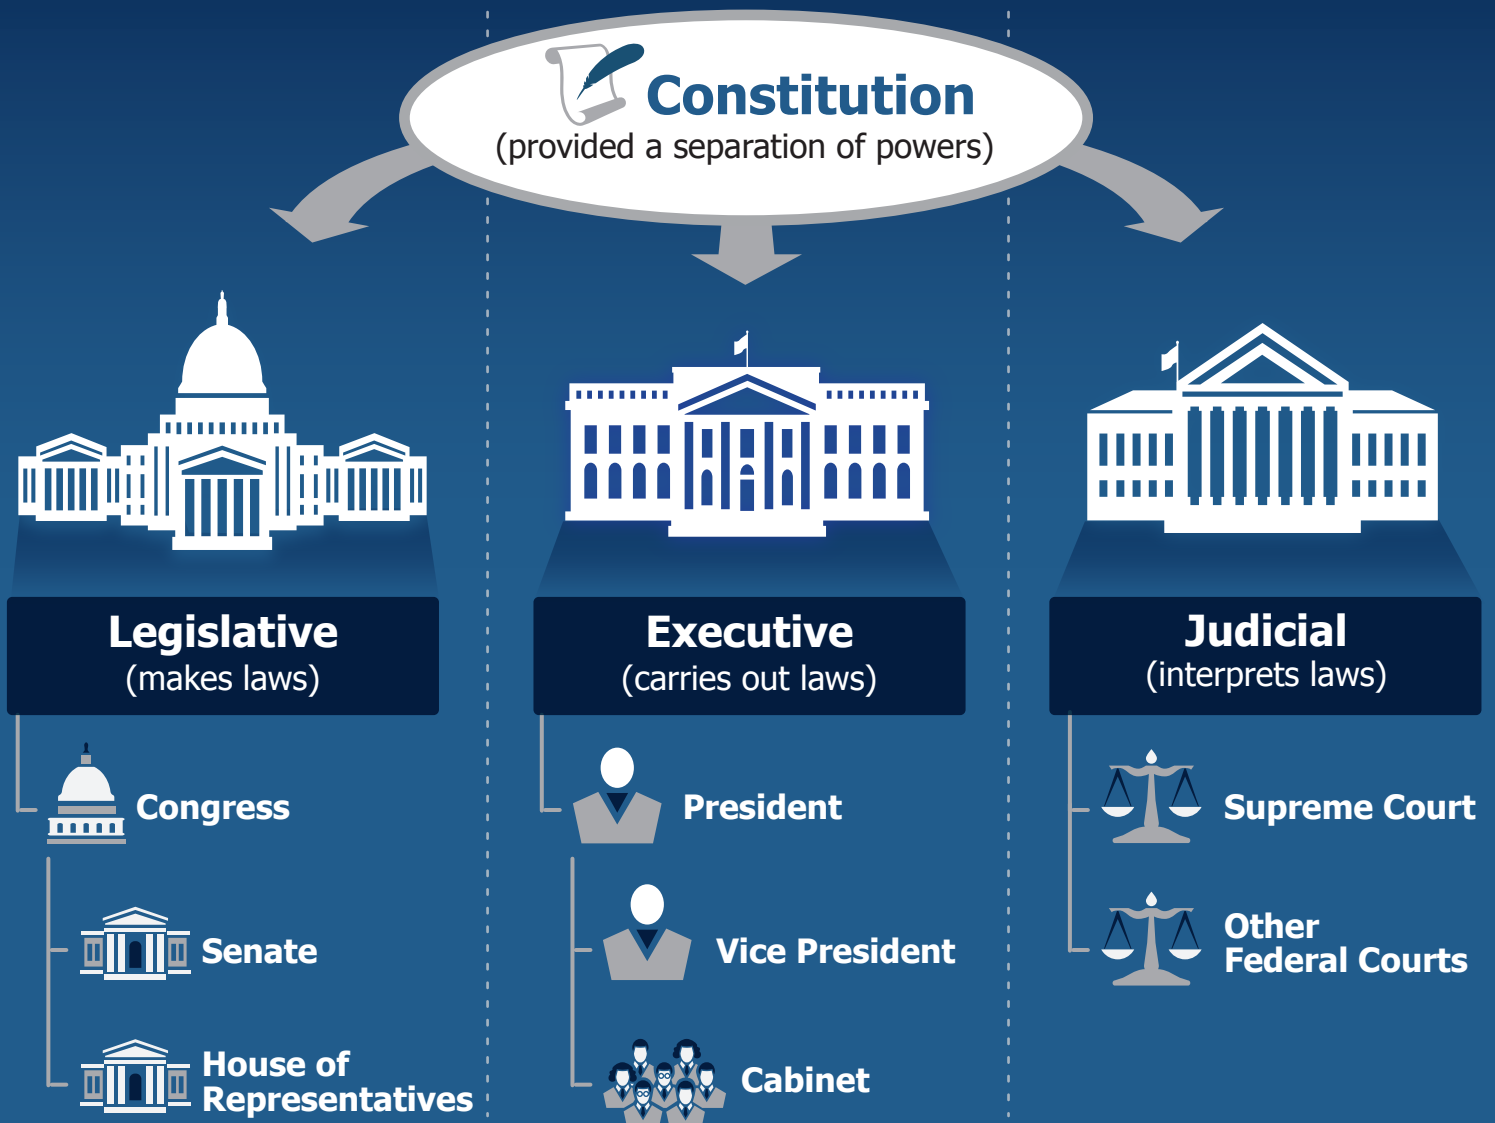 Constitution
(provided a separation of powers)
Legislative
(makes laws)
Congress
Senate
House of
Representatives
Executive
(carries out laws)
President
Vice President
Cabinet
Judicial
(interprets laws)
Supreme Court
Other
Federal Courts